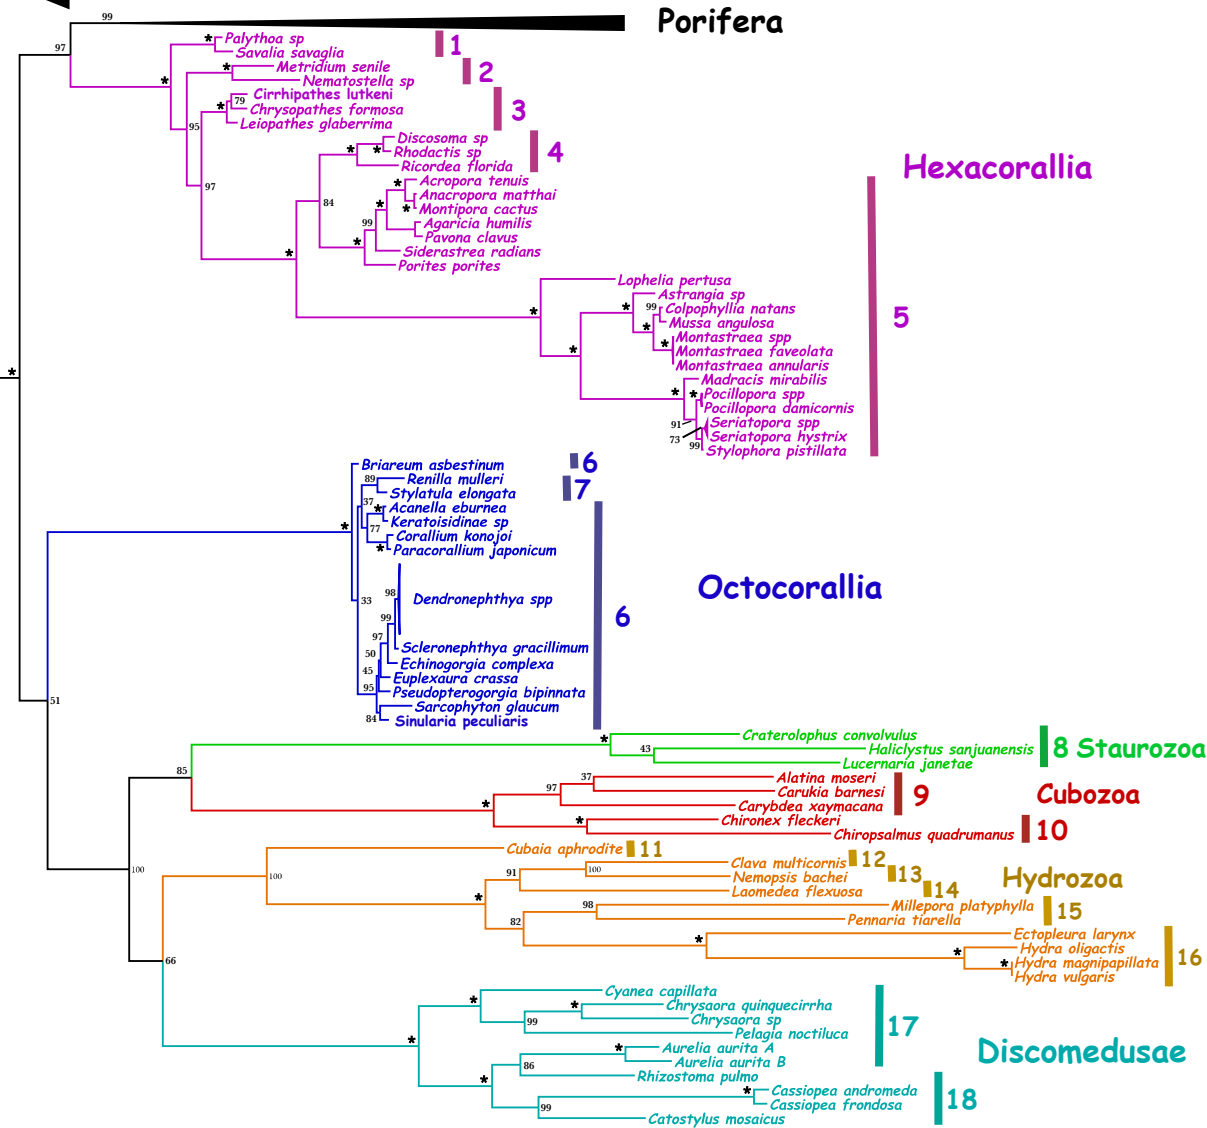 99
Porifera
97
* Palythoa sp
Savalia savaglia
1
* Metridium senile
Nematostella sp
2
*
79 Cirrhipathes lutkeni
* Chrysopathes formosa
Leiopathes glaberrima
3
95
Discosoma sp
* * Rhodactis sp
Ricordea florida
4
Hexacorallia
97
* Acropora tenuis
Anacropora matthai
84
* * Montipora cactus
99 Agaricia humilis
Pavona clavus
* Siderastrea radians
* Porites porites
Lophelia pertusa
Astrangia sp
* 99 Colpophyllia natans
* * Mussa angulosa
5
Montastraea spp
* * Montastraea faveolata
Montastraea annularis
* Madracis mirabilis
* * Pocillopora spp
Pocillopora damicornis
91 Seriatopora spp
73 Seriatopora hystrix
99 Stylophora pistillata
Briareum asbestinum
6
89 Renilla mulleri
Stylatula elongata
7
37 * Acanella eburnea
* 77 Keratoisidinae sp
Corallium konojoi
* Paracorallium japonicum
Octocorallia
98
33 Dendronephthya spp
99
6
97
50 Scleronephthya gracillimum
Echinogorgia complexa
45 Euplexaura crassa
95 Pseudopterogorgia bipinnata
51
Sarcophyton glaucum
84 Sinularia peculiaris
* Craterolophus convolvulus
43 Haliclystus sanjuanensis
8 Staurozoa
Lucernaria janetae
85
37 Alatina moseri
97 Carukia barnesi
9
Cubozoa
* Carybdea xaymacana
* Chironex fleckeri
Chiropsalmus quadrumanus
10
Cubaia aphrodite
11
100
100
Clava multicornis
12
91 100 Nemopsis bachei
13
Laomedea flexuosa
14
Hydrozoa
*
98 Millepora platyphylla
15
82 Pennaria tiarella
* Ectopleura larynx
* Hydra oligactis
16
66
* Hydra magnipapillata
Hydra vulgaris
* Cyanea capillata
* Chrysaora quinquecirrha
99 Chrysaora sp
17
Pelagia noctiluca
* * Aurelia aurita A
Discomedusae
86 Aurelia aurita B
* Rhizostoma pulmo
* Cassiopea andromeda
99 Cassiopea frondosa
18
Catostylus mosaicus